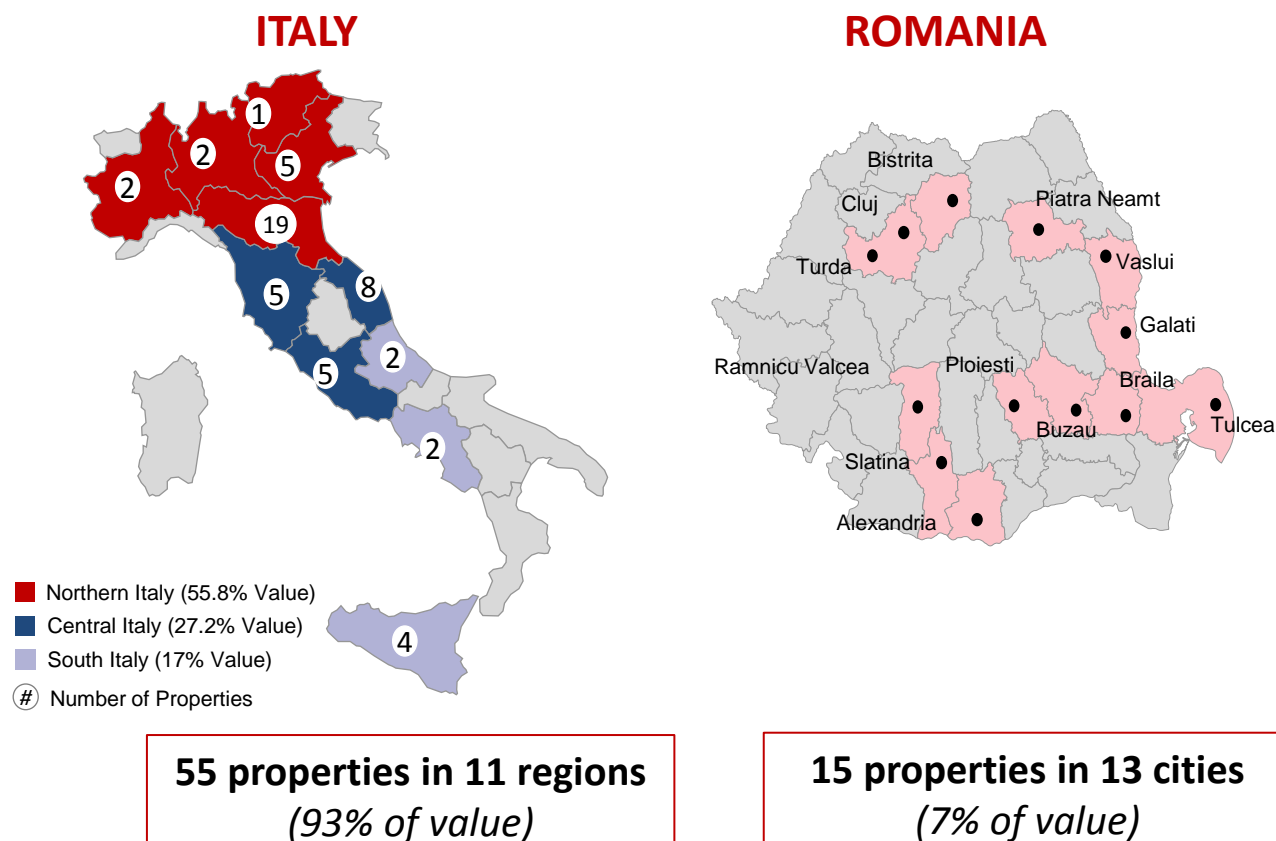 ITALY
1
2
5
2
19
5
8
2
5
2
4
Northern Italy (55.8% Value)
Central Italy (27.2% Value)
South Italy (17% Value)
# Number of Properties
55 properties in 11 regions
(93% of value)
ROMANIA
Bistrita
Cluj
Piatra Neamt
Turda
Vaslui
Galati
Ramnicu Valcea
Ploiesti
Braila
Buzau
Tulcea
Slatina
Alexandria
15 properties in 13 cities
(7% of value)